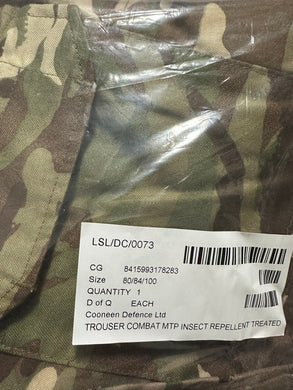 LSL/DC/0073
CG 8415993178283
Size 80/84/100
QUANTITY 1
D of Q EACH
Cooneen Defence Ltd
TROUSER COMBAT MTP INSECT REPELLENT TREATED